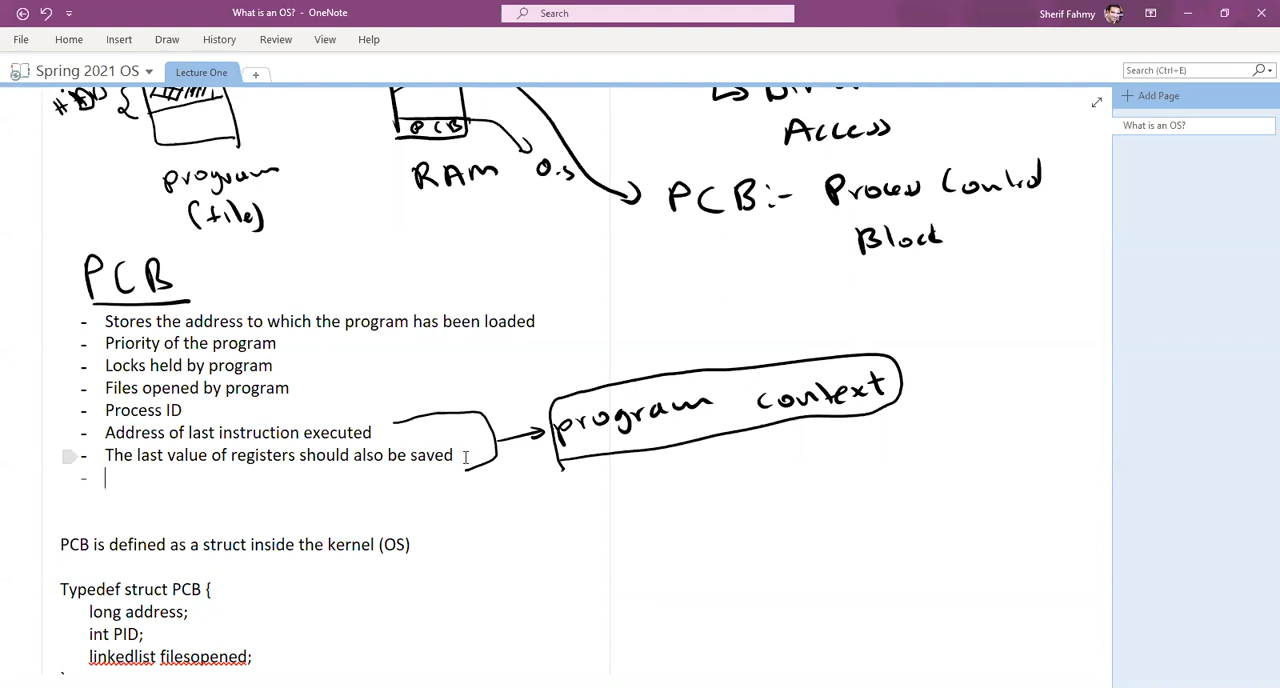 What is an OS? - OneNote
Search
Sherif Fahmy
File Home Insert Draw History Review View Help
Spring 2021 OS
Lecture One
+
Search (Ctrl+E)
Add Page
What is an OS?
Access
PCB
RAM
O.S
program
(file)
PCB:- Process Control
Block
PCB
- Stores the address to which the program has been loaded
- Priority of the program
- Locks held by program
- Files opened by program
- Process ID
- Address of last instruction executed
- The last value of registers should also be saved
-
program context
PCB is defined as a struct inside the kernel (OS)
Typedef struct PCB {
long address;
int PID;
linkedlist filesopened;